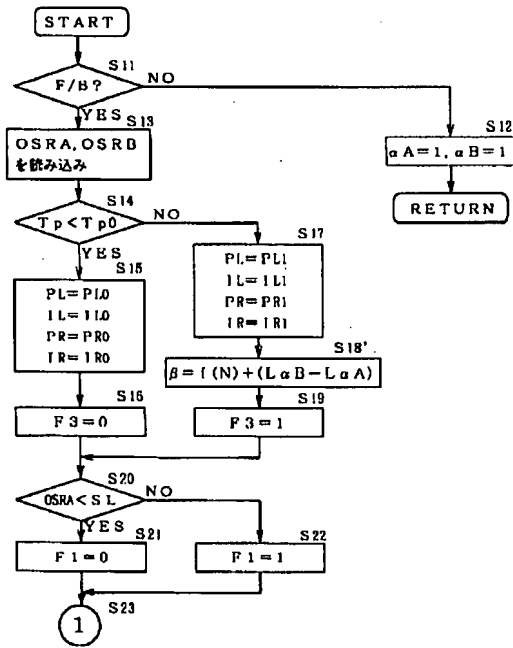 START
S11
F/B?
NO
YES
S13
OSRA, OSRB
を読み込み
S12
αA=1, αB=1
RETURN
S14
Tp<Tp0
NO
YES
S15
PL=PL0
IL=IL0
PR=PR0
IR=IR0
S17
PL=PL1
IL=IL1
PR=PR1
IR=IR1
S18'
β=f(N)+(LαB-LαA)
S16
F3=0
S19
F3=1
S20
OSRA<SL
NO
YES
S21
F1=0
S22
F1=1
S23
1